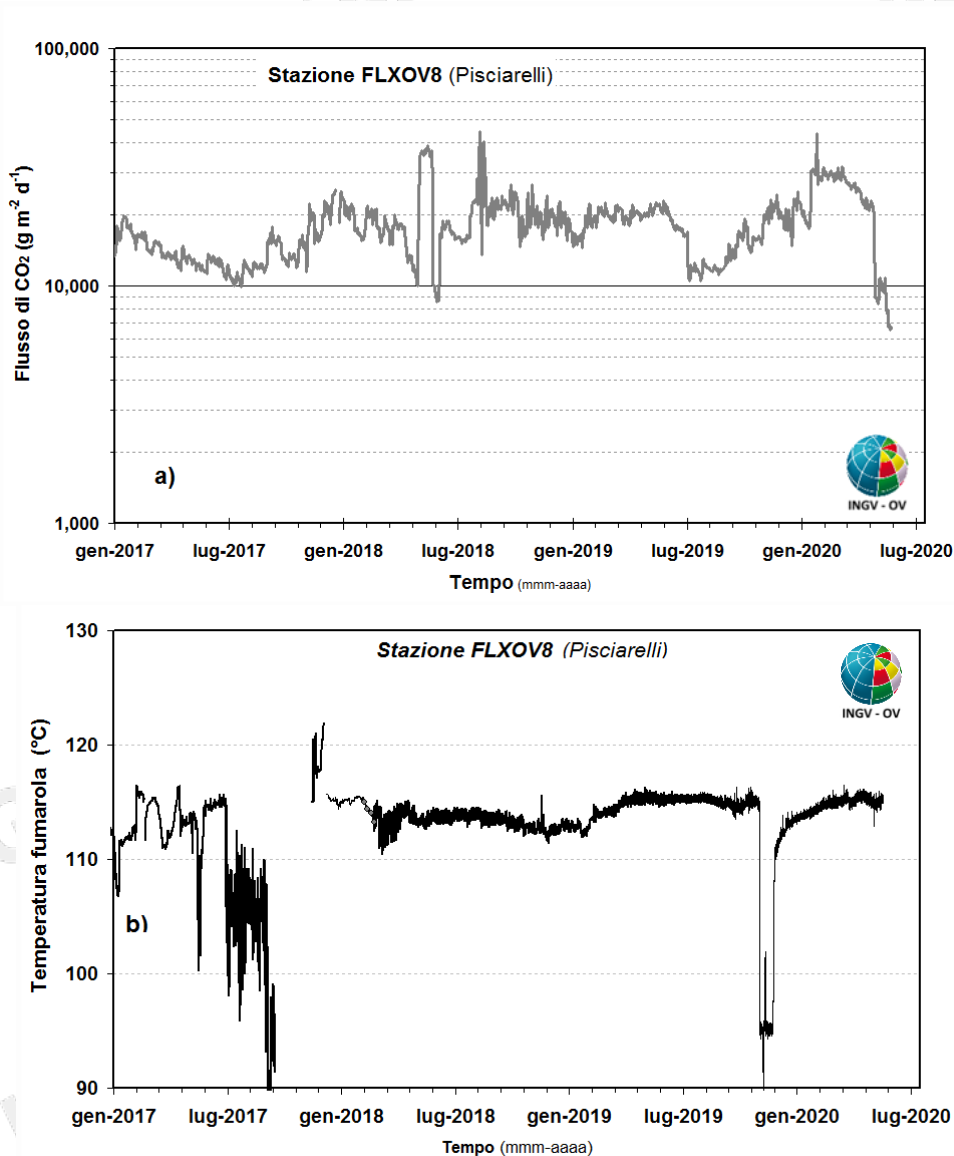 100,000
Stazione FLXOV8 (Pisciarelli)
Flusso di CO₂ (g m⁻² d⁻¹)
10,000
a)
INGV - OV
1,000
gen-2017 lug-2017 gen-2018 lug-2018 gen-2019 lug-2019 gen-2020 lug-2020
Tempo (mmm-aaaa)
130
Stazione FLXOV8 (Pisciarelli)
INGV - OV
Temperatura fumarola (°C)
120
110
b)
100
90
gen-2017 lug-2017 gen-2018 lug-2018 gen-2019 lug-2019 gen-2020 lug-2020
Tempo (mmm-aaaa)